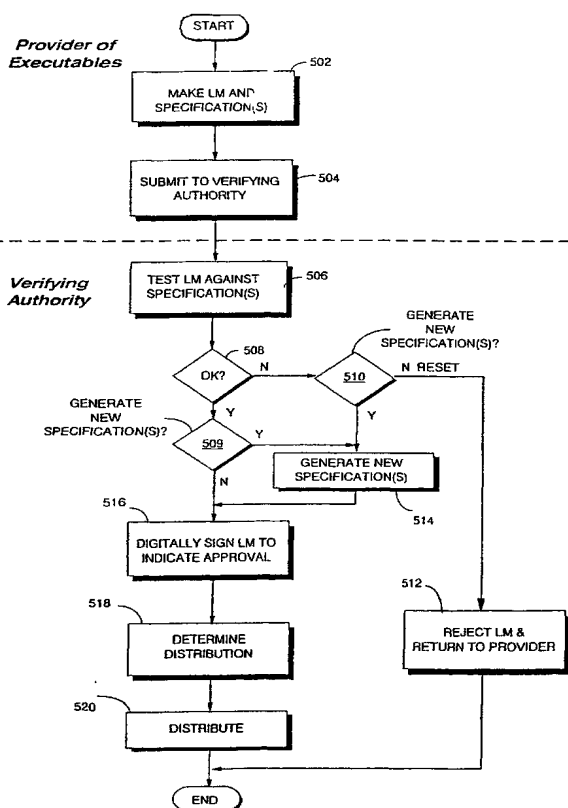 START
Provider of
Executables
502
MAKE LM AND
SPECIFICATION(S)
504
SUBMIT TO VERIFYING
AUTHORITY
Verifying
Authority
TEST LM AGAINST
SPECIFICATION(S)
506
GENERATE
NEW
SPECIFICATION(S)?
508
OK?
N
510
N RESET
GENERATE
NEW
SPECIFICATION(S)?
Y
Y
509
Y
GENERATE NEW
SPECIFICATION(S)
N
514
516
DIGITALLY SIGN LM TO
INDICATE APPROVAL
512
REJECT LM &
RETURN TO PROVIDER
518
DETERMINE
DISTRIBUTION
520
DISTRIBUTE
END